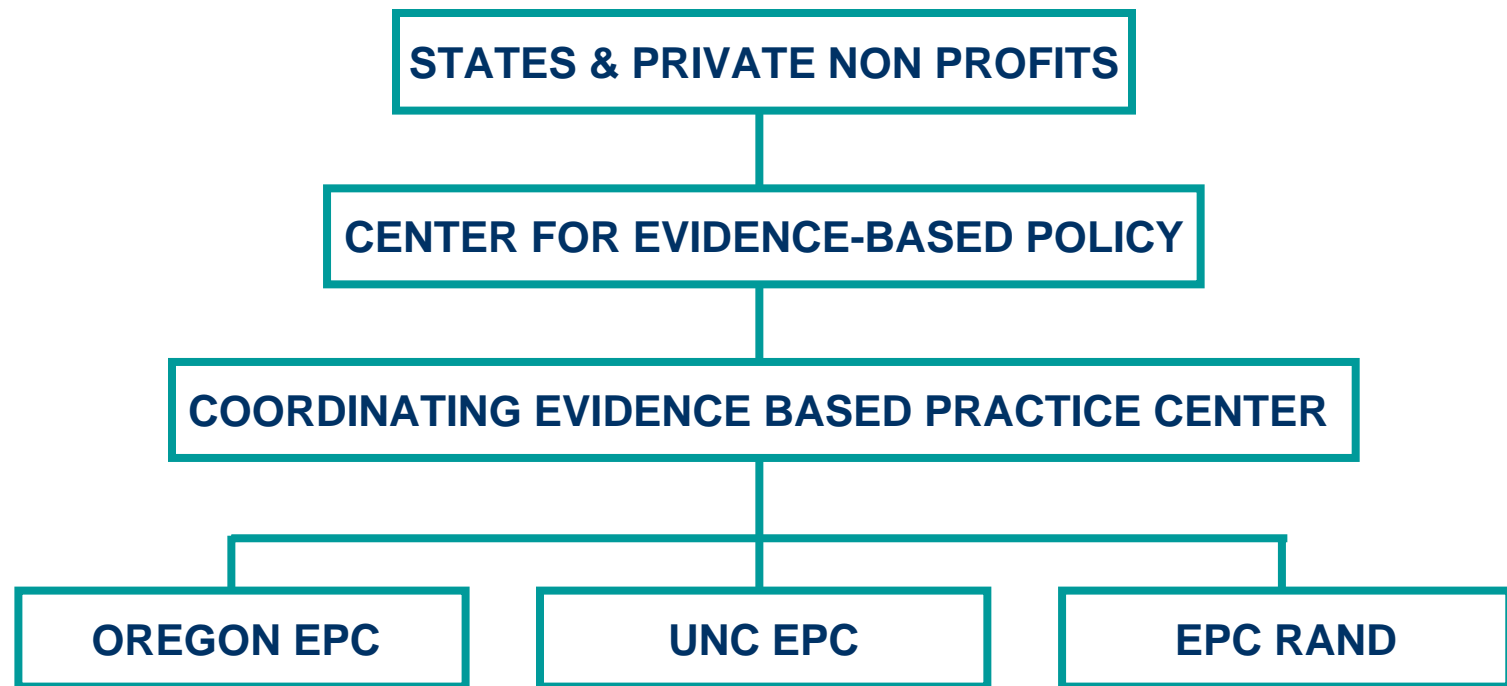 STATES & PRIVATE NON PROFITS
CENTER FOR EVIDENCE-BASED POLICY
COORDINATING EVIDENCE BASED PRACTICE CENTER
OREGON EPC
UNC EPC
EPC RAND